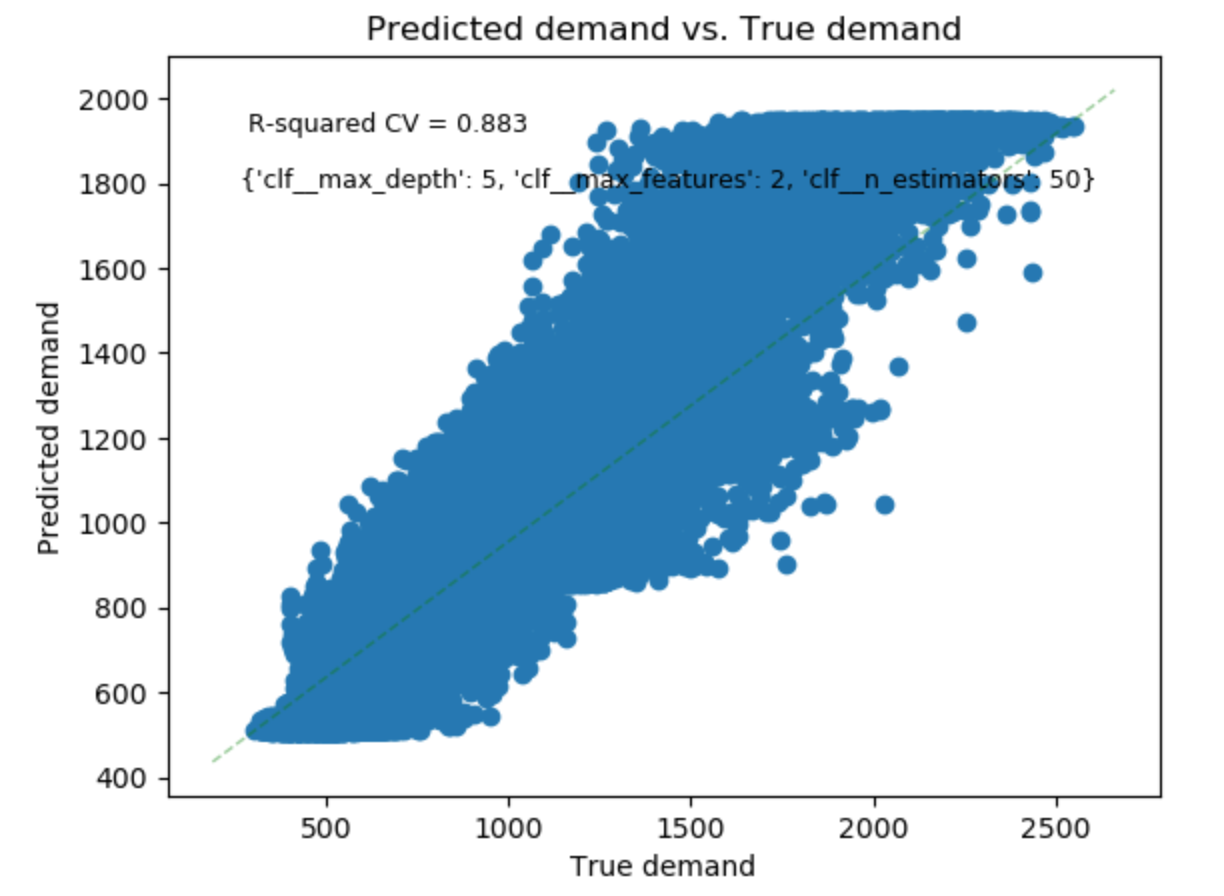 Predicted demand vs. True demand
R-squared CV = 0.883
{'clf__max_depth': 5, 'clf__max_features': 2, 'clf__n_estimators': 50}
Predicted demand
2000
1800
1600
1400
1200
1000
800
600
400
500 1000 1500 2000 2500
True demand